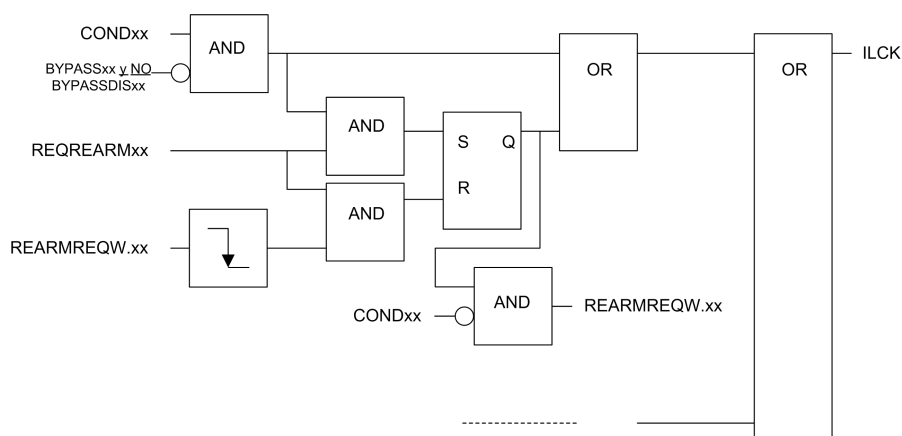 CONDxx
AND
BYPASSxx y NO
BYPASSDISxx
OR
OR
ILCK
AND
S Q
REQREARMxx
R
AND
REARMREQW.xx
AND
REARMREQW.xx
CONDxx